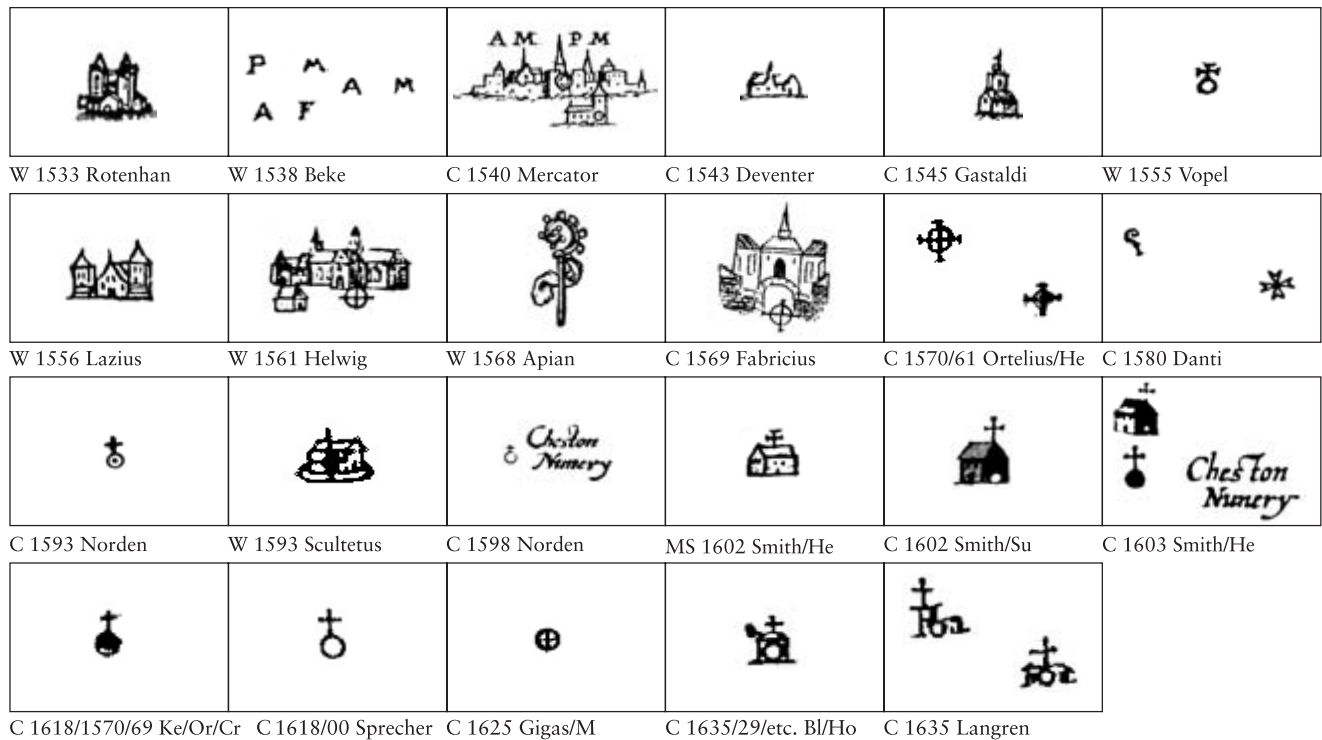 P M
A M
A F
A M P M
W 1533 Rotenhan W 1538 Beke C 1540 Mercator C 1543 Deventer C 1545 Gastaldi W 1555 Vopel
W 1556 Lazius W 1561 Helwig W 1568 Apian C 1569 Fabricius C 1570/61 Ortelius/He C 1580 Danti
Cheston
Nunery
Cheston
Nunery
C 1593 Norden W 1593 Scultetus C 1598 Norden MS 1602 Smith/He C 1602 Smith/Su C 1603 Smith/He
C 1618/1570/69 Ke/Or/Cr C 1618/00 Sprecher C 1625 Gigas/M C 1635/29/etc. Bl/Ho C 1635 Langren